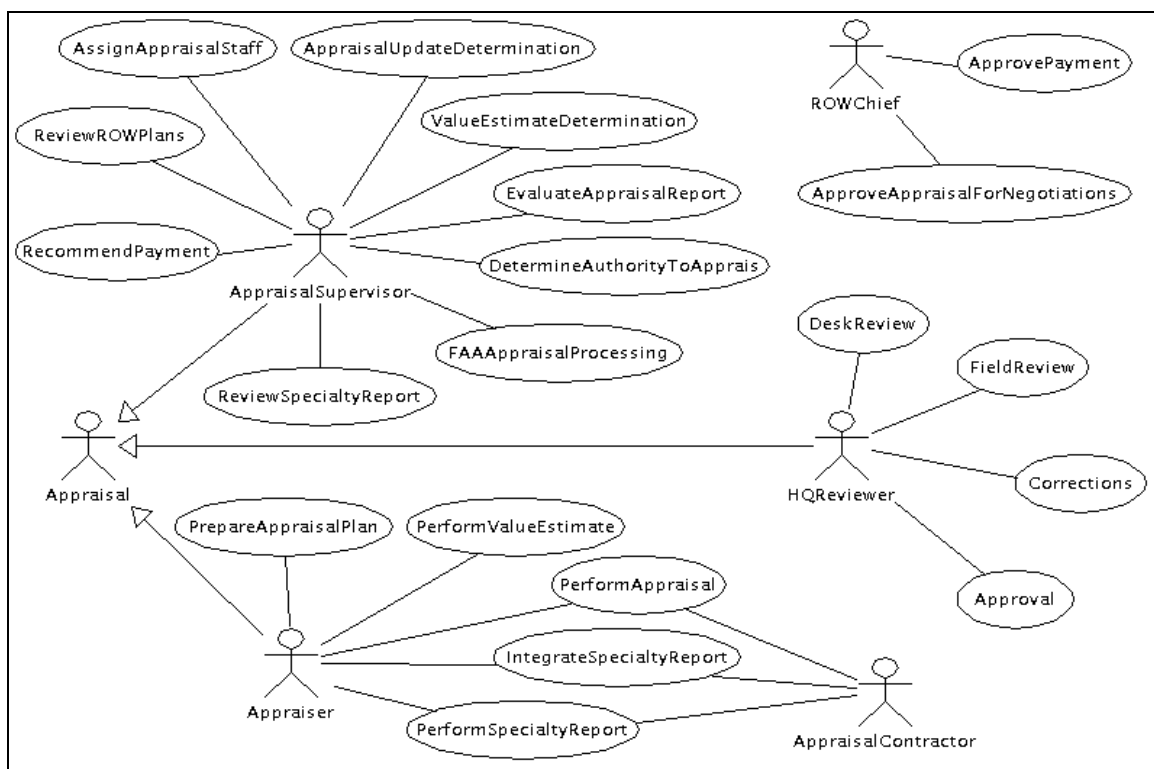 AssignAppraisalStaff
AppraisalUpdateDetermination
ApprovePayment
ROWChief
ReviewROWPlans
ValueEstimateDetermination
EvaluateAppraisalReport
ApproveAppraisalForNegotiations
RecommendPayment
DetermineAuthorityToApprais
AppraisalSupervisor
DeskReview
FAAAppraisalProcessing
FieldReview
ReviewSpecialtyReport
Appraisal
HQReviewer
Corrections
PrepareAppraisalPlan
PerformValueEstimate
PerformAppraisal
Approval
IntegrateSpecialtyReport
Appraiser
PerformSpecialtyReport
AppraisalContractor